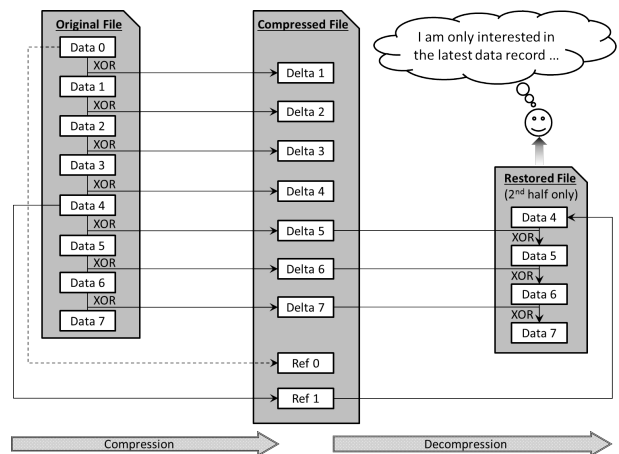 Original File
Data 0
XOR
Data 1
XOR
Data 2
XOR
Data 3
XOR
Data 4
XOR
Data 5
XOR
Data 6
XOR
Data 7
Compressed File
Delta 1
Delta 2
Delta 3
Delta 4
Delta 5
Delta 6
Delta 7
Ref 0
Ref 1
I am only interested in
the latest data record ...
Restored File
(2nd half only)
Data 4
XOR
Data 5
XOR
Data 6
XOR
Data 7
Compression
Decompression